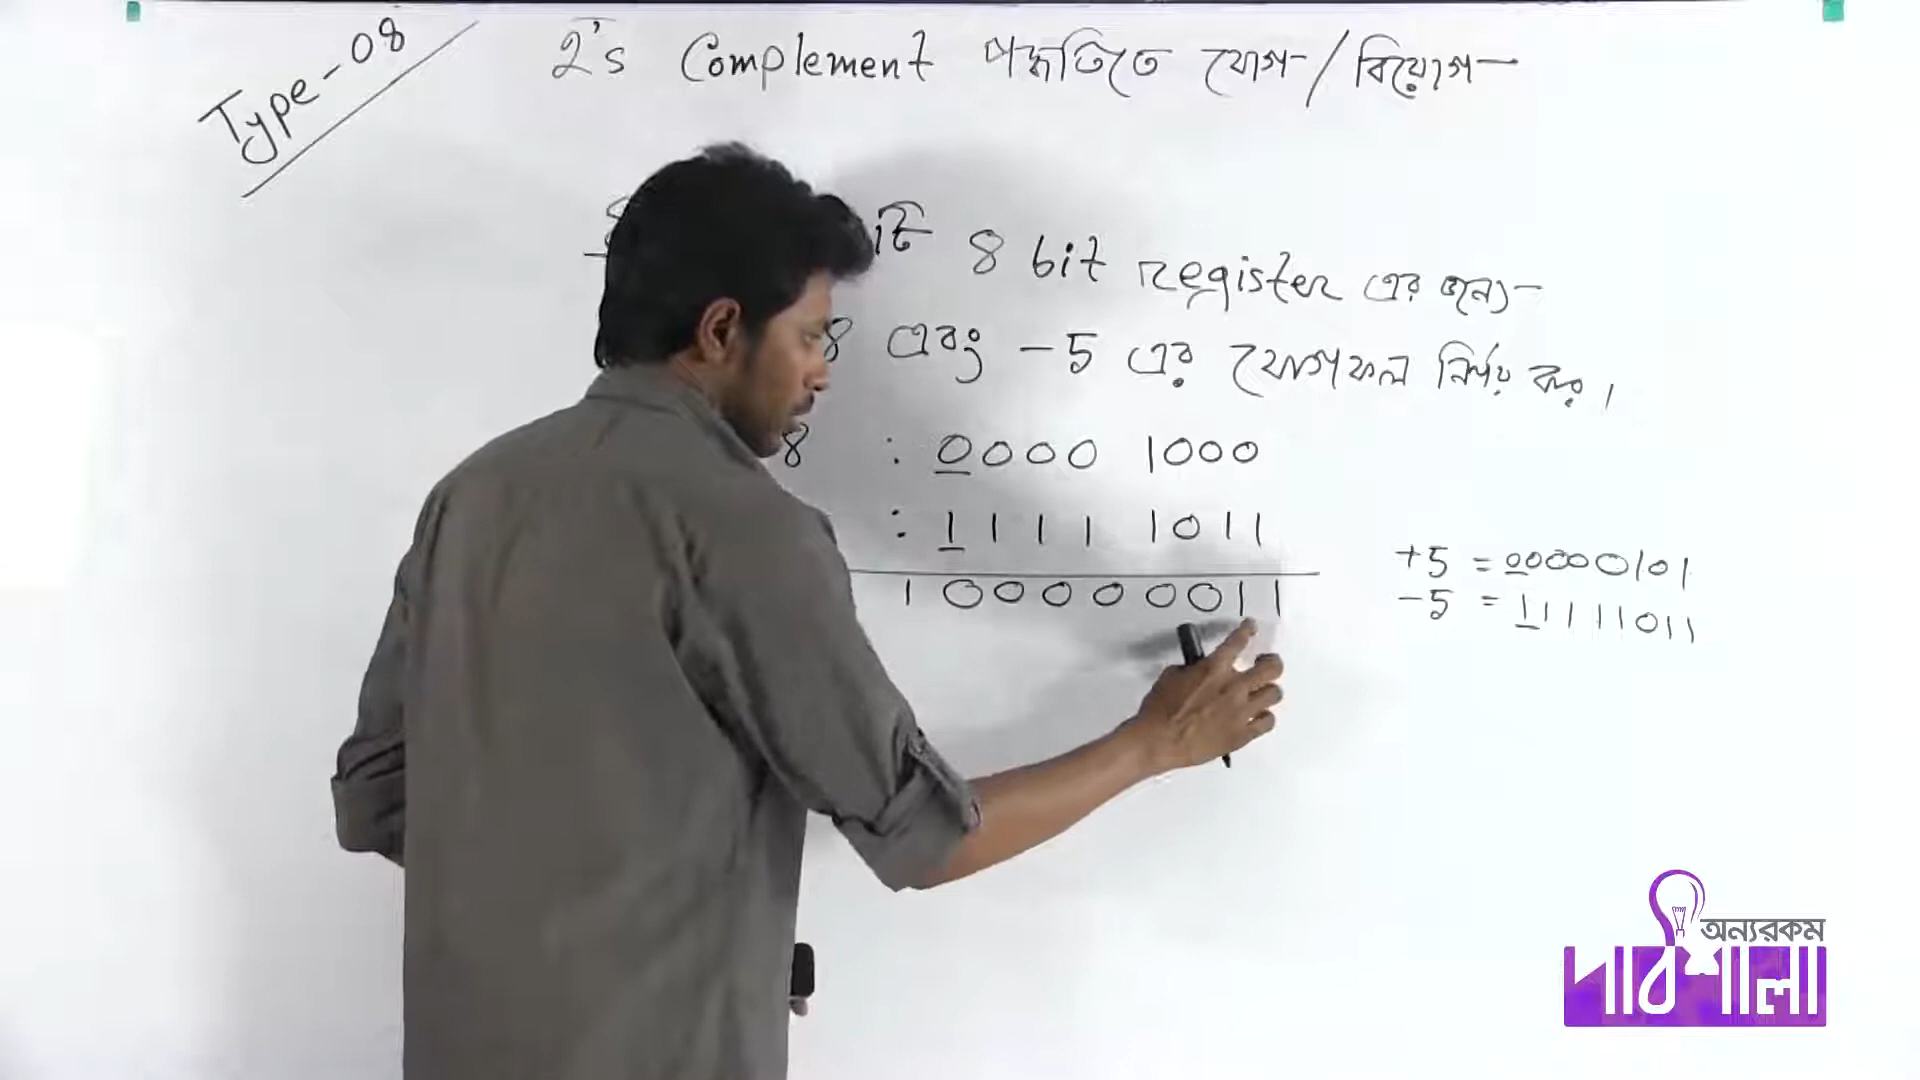 Type-08
2's Complement পদ্ধতিতে যোগ/বিয়োগ-
টি 8 bit register এর জন্যে-
8 এবং -5 এর যোগফল নির্ণয় কর।
8 : 0000 1000
: 1111 1011
1 00000011
+5 = 00000101
-5 = 11111011
অন্যরকম
পাঠশালা